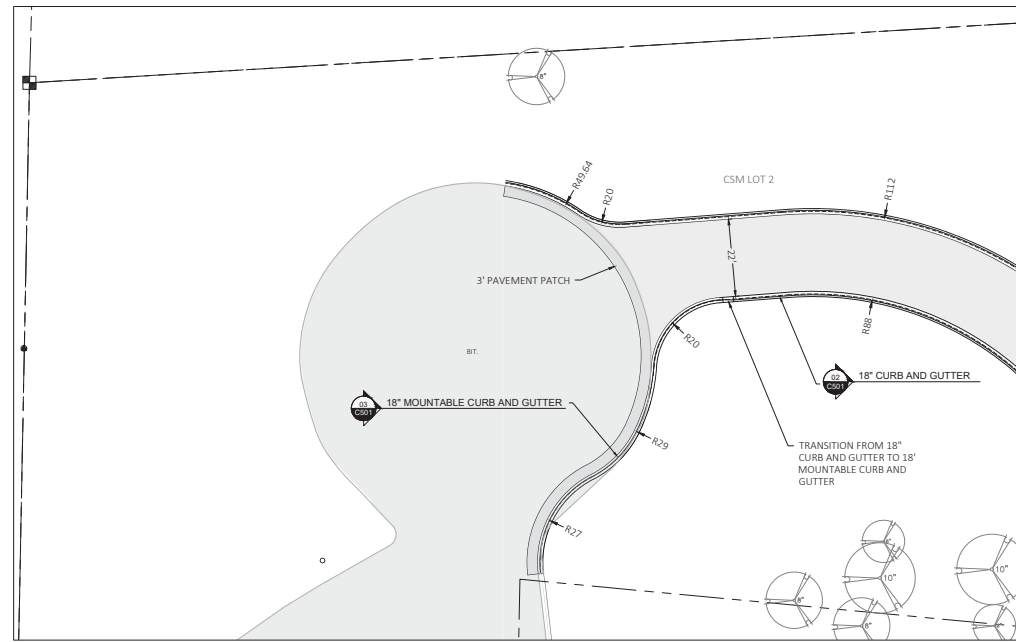 8"
R49.64
R20
CSM LOT 2
R112
22'
3' PAVEMENT PATCH
R20
R88
BIT.
02
C501
18" CURB AND GUTTER
03
C501
18" MOUNTABLE CURB AND GUTTER
R29
TRANSITION FROM 18"
CURB AND GUTTER TO 18'
MOUNTABLE CURB AND
GUTTER
R27
10"
10"
8"
8"